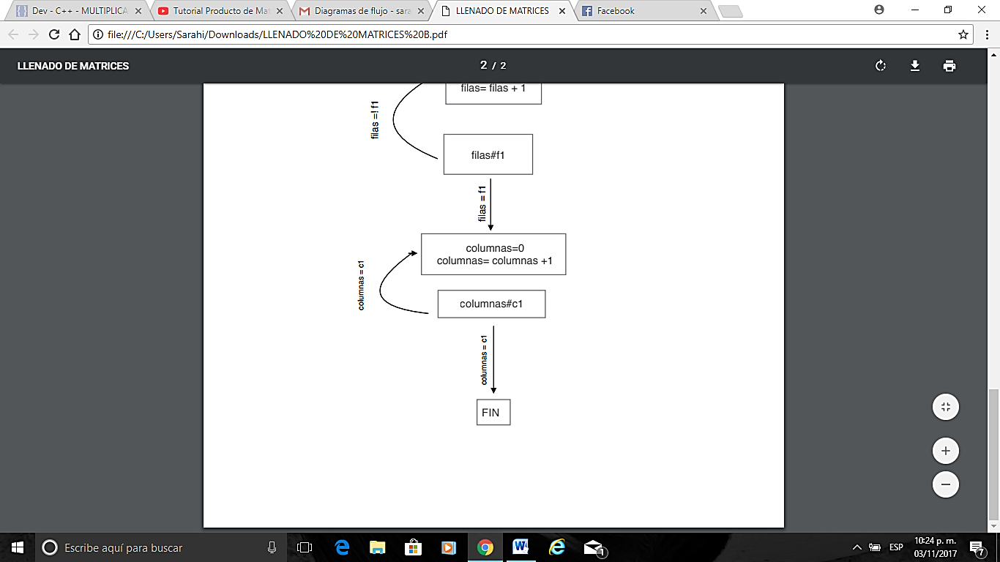 Dev - C++ - MULTIPLICA
Tutorial Producto de Mat
Diagramas de flujo - sara
LLENADO DE MATRICES
Facebook
file:///C:/Users/Sarahi/Downloads/LLENADO%20DE%20MATRICES%20B.pdf
LLENADO DE MATRICES
2 / 2
filas= filas + 1
filas =! f1
filas#f1
filas = f1
columnas=0
columnas= columnas +1
columnas = c1
columnas#c1
columnas = c1
FIN
Escribe aquí para buscar
1
ESP
10:24 p. m.
03/11/2017
7